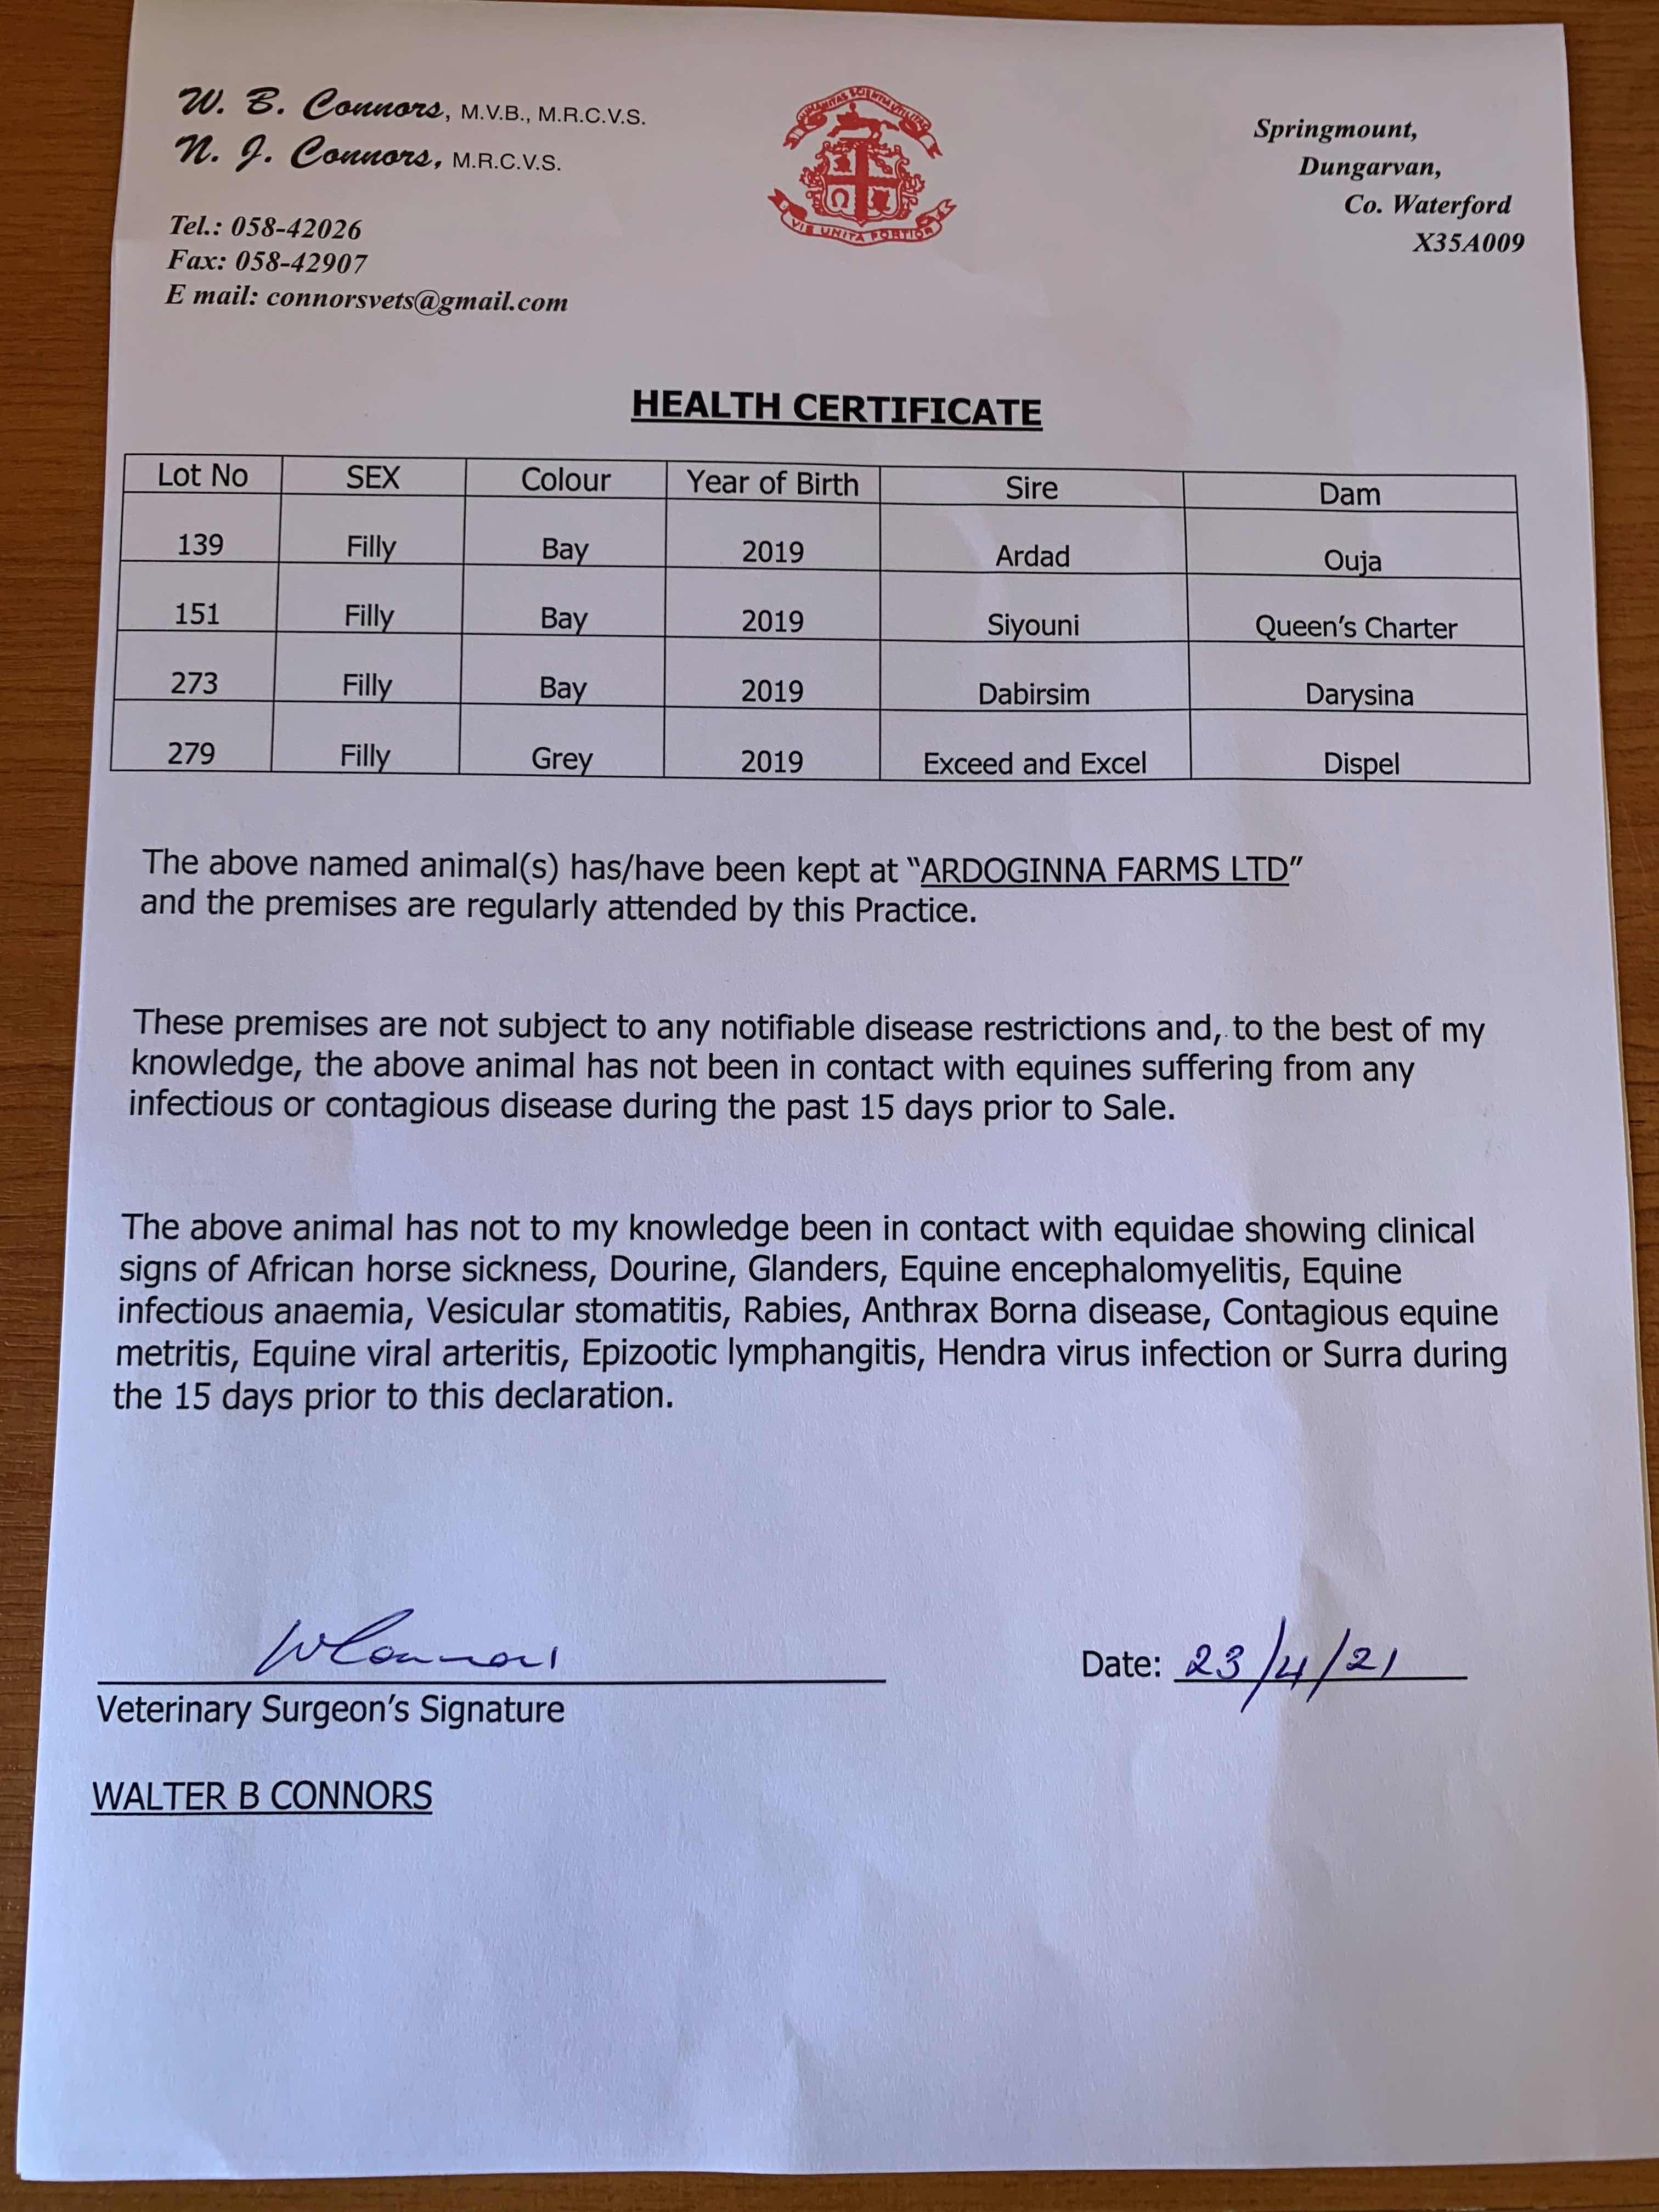 W. B. Connors, M.V.B., M.R.C.V.S.
N. J. Connors, M.R.C.V.S.
Tel.: 058-42026
Fax: 058-42907
E mail: connorsvets@gmail.com
HUMANITAS SCIENTIA UTILITAS
VIS UNITA FORTIOR
Springmount,
Dungarvan,
Co. Waterford
X35A009
HEALTH CERTIFICATE
Lot No SEX Colour Year of Birth Sire Dam
139 Filly Bay 2019 Ardad Ouja
151 Filly Bay 2019 Siyouni Queen's Charter
273 Filly Bay 2019 Dabirsim Darysina
279 Filly Grey 2019 Exceed and Excel Dispel
The above named animal(s) has/have been kept at "ARDOGINNA FARMS LTD"
and the premises are regularly attended by this Practice.
These premises are not subject to any notifiable disease restrictions and, to the best of my
knowledge, the above animal has not been in contact with equines suffering from any
infectious or contagious disease during the past 15 days prior to Sale.
The above animal has not to my knowledge been in contact with equidae showing clinical
signs of African horse sickness, Dourine, Glanders, Equine encephalomyelitis, Equine
infectious anaemia, Vesicular stomatitis, Rabies, Anthrax Borna disease, Contagious equine
metritis, Equine viral arteritis, Epizootic lymphangitis, Hendra virus infection or Surra during
the 15 days prior to this declaration.
WConnors
Date: 23/4/21
Veterinary Surgeon's Signature
WALTER B CONNORS